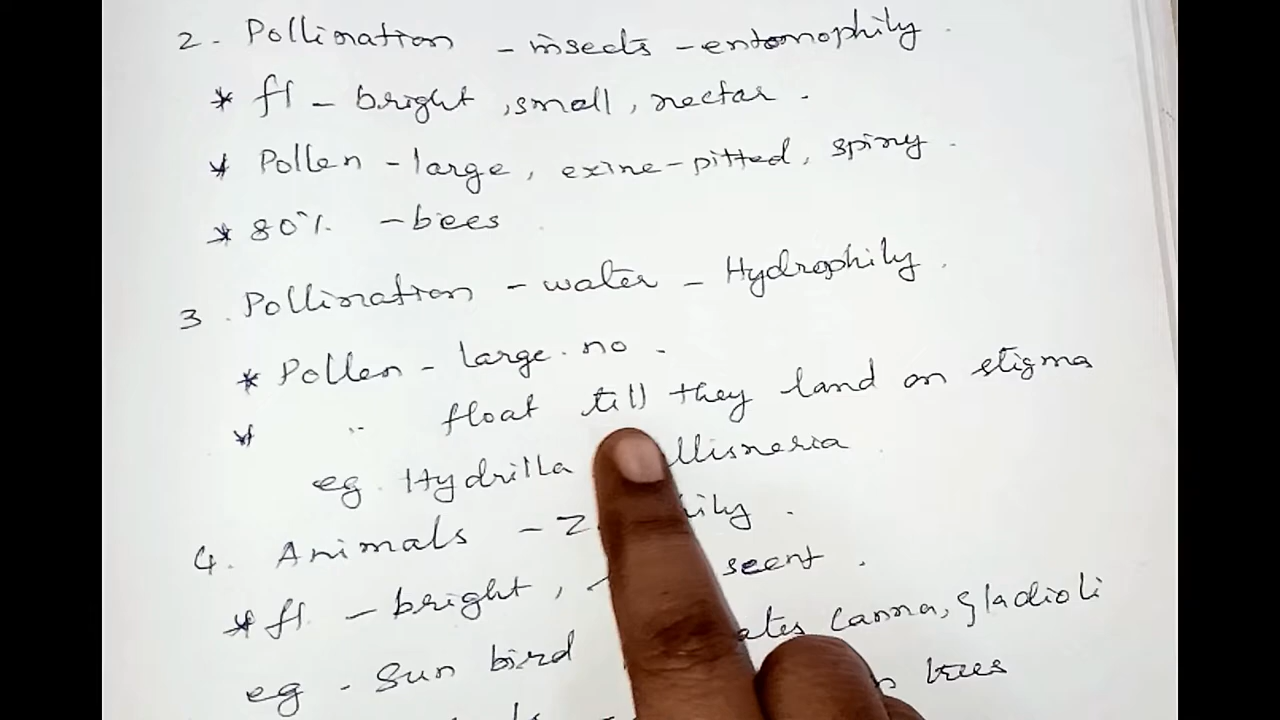 2. Pollination - insects - entomophily.
* fl - bright, small, nectar.
* Pollen - large, exine - pitted, spiny.
* 80% - bees
3. Pollination - water - Hydrophily.
* Pollen - large. no.
* " float till they land on stigma
eg. Hydrilla
4. Animals -
* fl. - bright, scent.
eg. Sun bird Canna, gladioli
trees